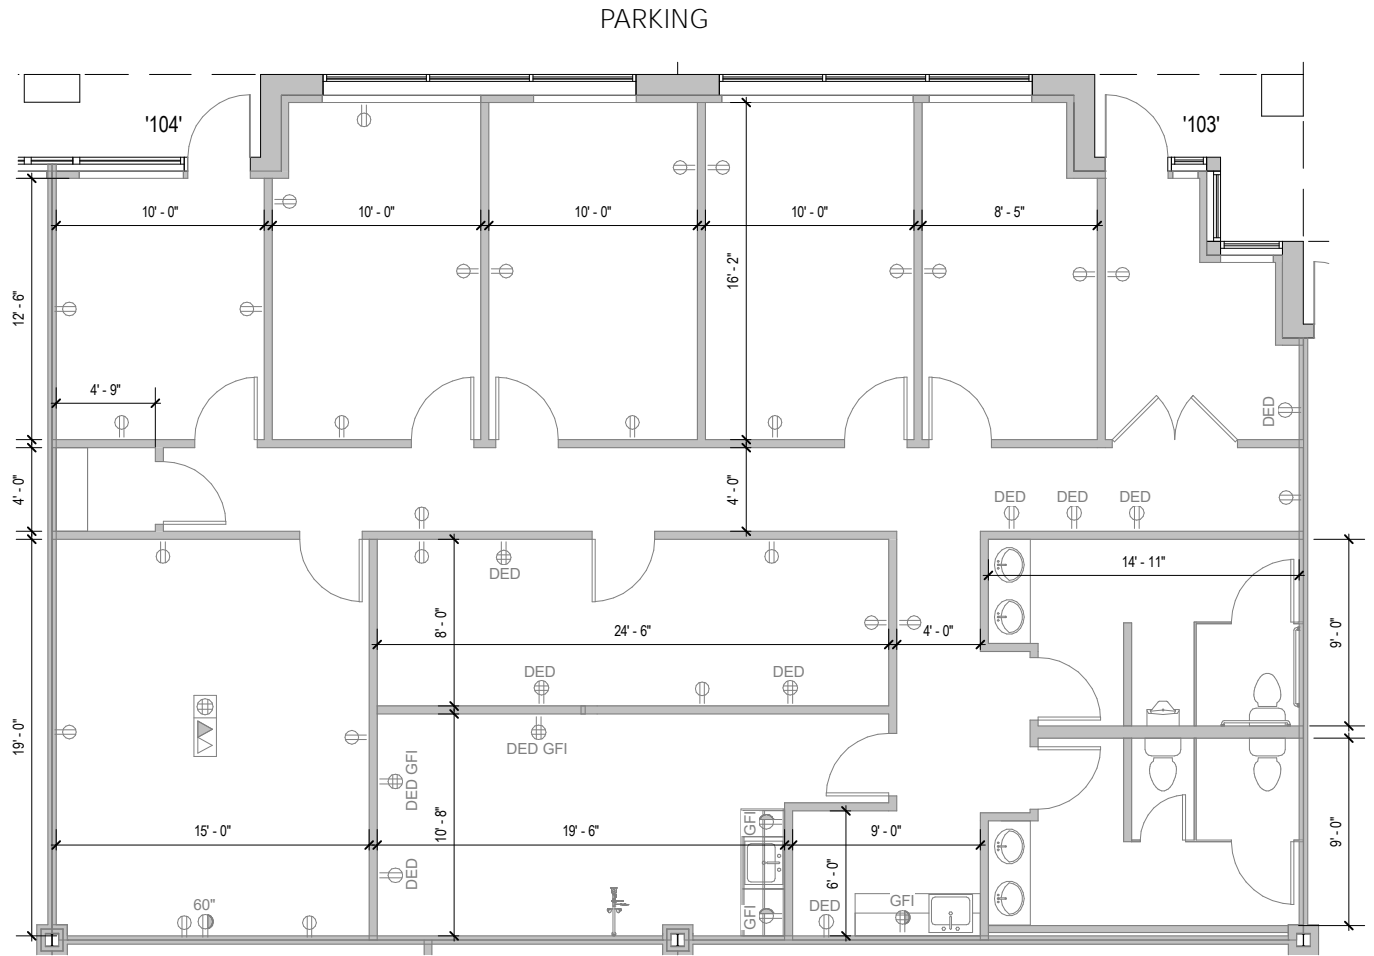 PARKING
'104'
'103'
10' - 0"
10' - 0"
10' - 0"
10' - 0"
8' - 5"
16' - 2"
12' - 6"
4' - 9"
DED
4' - 0"
4' - 0"
DED
DED
DED
DED
14' - 11"
8' - 0"
24' - 6"
4' - 0"
9' - 0"
DED
DED
19' - 0"
DED GFI
DED GFI
10' - 8"
15' - 0"
19' - 6"
GFI
9' - 0"
9' - 0"
6' - 0"
DED
60"
GFI
DED
GFI